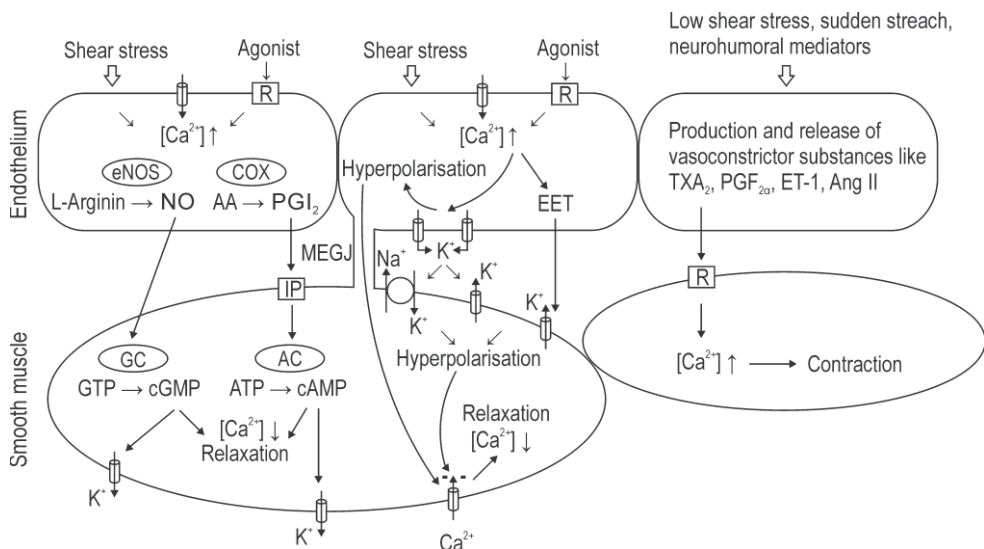 Low shear stress, sudden streach,
neurohumoral mediators
Shear stress
Agonist
Shear stress
Agonist
R
R
[Ca²⁺]↑
[Ca²⁺]↑
Endothelium
eNOS
COX
L-Arginin → NO
AA → PGI₂
Hyperpolarisation
EET
Production and release of
vasoconstrictor substances like
TXA₂, PGF₂α, ET-1, Ang II
MEGJ
K⁺
Na⁺
K⁺
K⁺
K⁺
IP
R
Smooth muscle
GC
AC
GTP → cGMP
ATP → cAMP
Hyperpolarisation
[Ca²⁺]↑ → Contraction
[Ca²⁺]↓
Relaxation
Relaxation
[Ca²⁺]↓
K⁺
K⁺
Ca²⁺